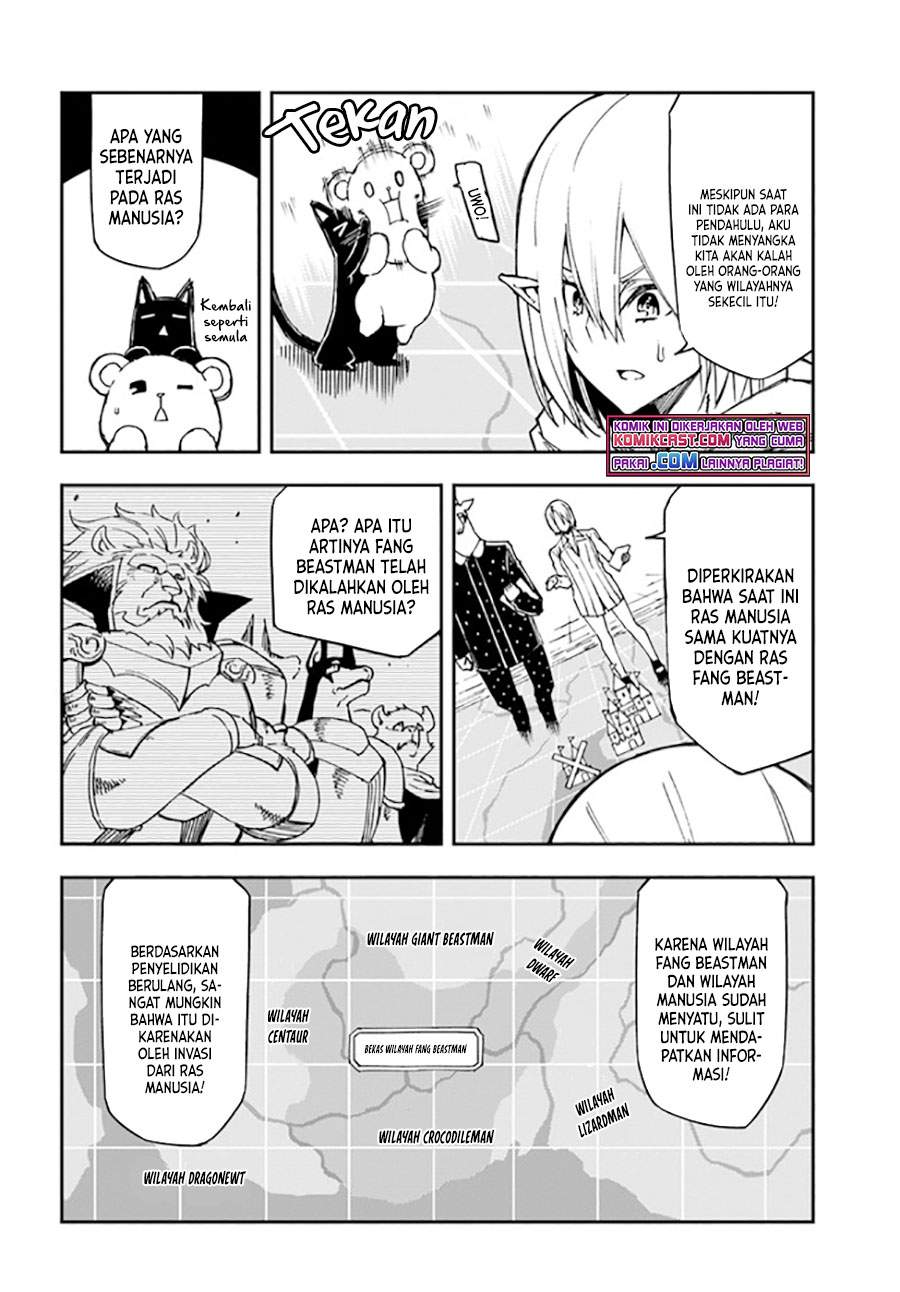 MESKIPUN SAAT
INI TIDAK ADA PARA
PENDAHULU, AKU
TIDAK MENYANGKA
KITA AKAN KALAH
OLEH ORANG-ORANG
YANG WILAYAHNYA
SEKECIL ITU!
UWO!
Tekan
APA YANG
SEBENARNYA
TERJADI
PADA RAS
MANUSIA?
Kembali
seperti
semula
KOMIK INI DIKERJAKAN OLEH WEB
KOMIKCAST.COM YANG CUMA
PAKAI .COM LAINNYA PLAGIAT!
DIPERKIRAKAN
BAHWA SAAT INI
RAS MANUSIA
SAMA KUATNYA
DENGAN RAS
FANG BEAST-
MAN!
APA? APA ITU
ARTINYA FANG
BEASTMAN TELAH
DIKALAHKAN OLEH
RAS MANUSIA?
KARENA WILAYAH
FANG BEASTMAN
DAN WILAYAH
MANUSIA SUDAH
MENYATU, SULIT
UNTUK MENDA-
PATKAN INFOR-
MASI!
WILAYAH GIANT BEASTMAN
WILAYAH
DWARF
WILAYAH
CENTAUR
BEKAS WILAYAH FANG BEASTMAN
WILAYAH
LIZARDMAN
WILAYAH CROCODILEMAN
WILAYAH DRAGONEWT
BERDASARKAN
PENYELIDIKAN
BERULANG, SA-
NGAT MUNGKIN
BAHWA ITU DI-
KARENAKAN
OLEH INVASI
DARI RAS
MANUSIA!